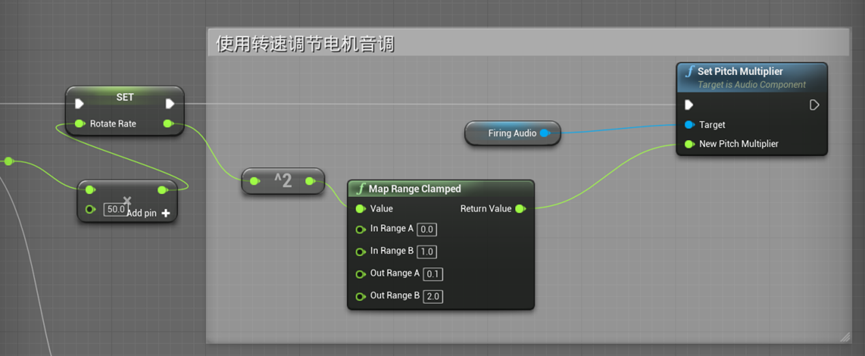 使用转速调节电机音调
SET
Rotate Rate
×
50.0
Add pin +
^2
f Map Range Clamped
Value Return Value
In Range A 0.0
In Range B 1.0
Out Range A 0.1
Out Range B 2.0
Firing Audio
f Set Pitch Multiplier
Target is Audio Component
Target
New Pitch Multiplier